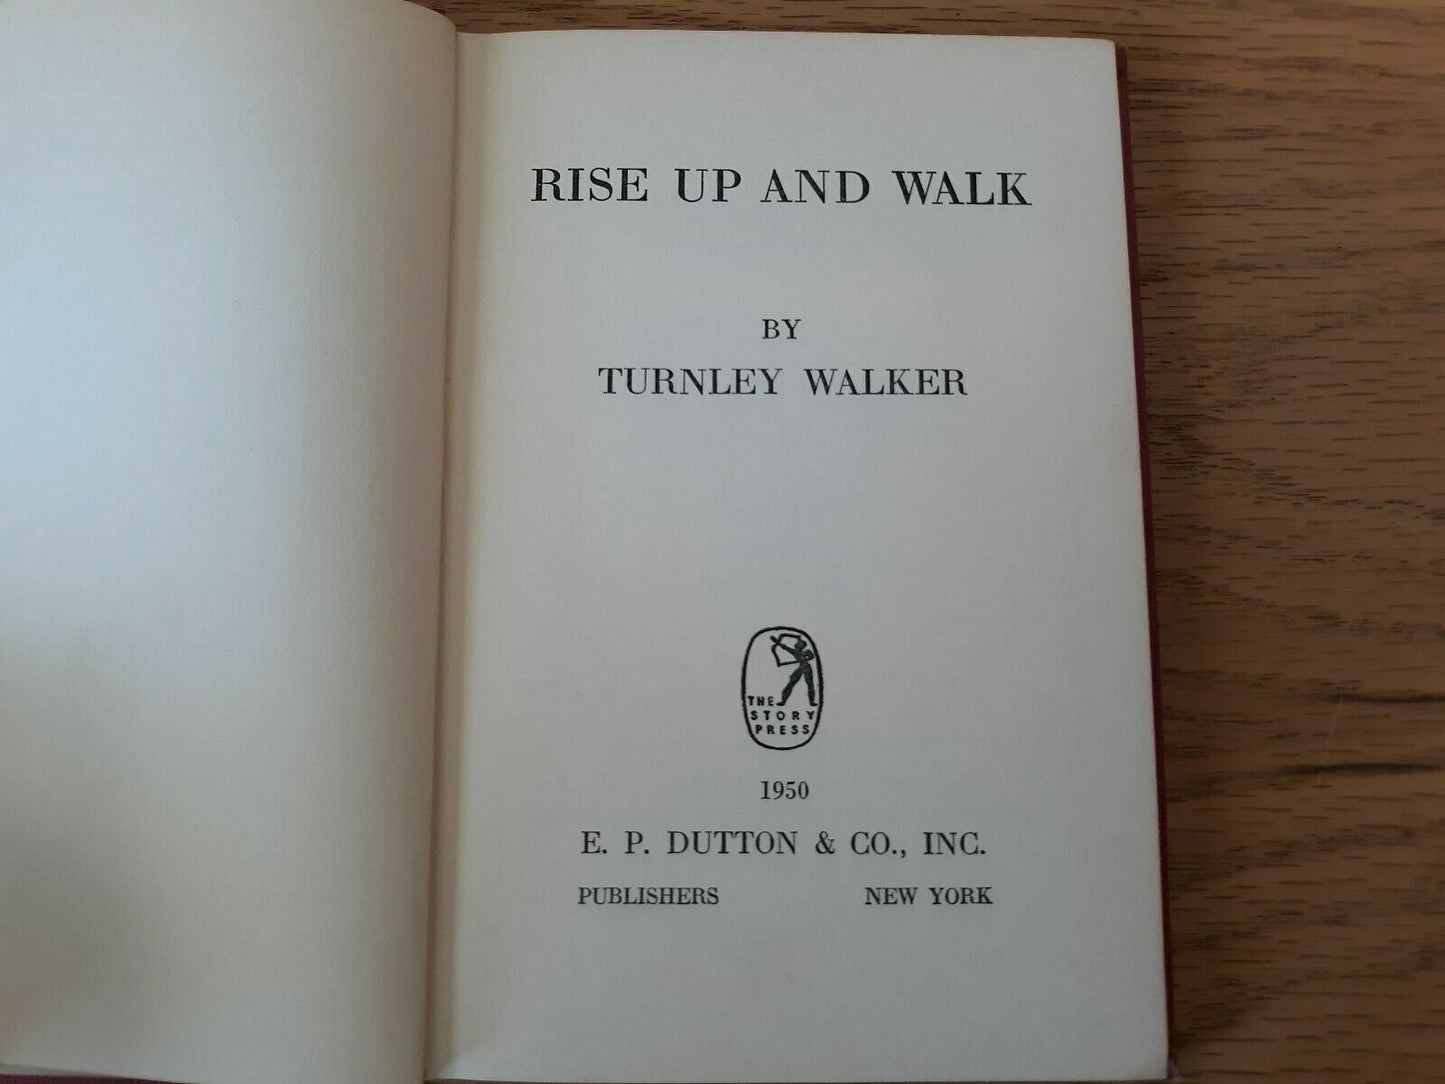 RISE UP AND WALK
BY
TURNLEY WALKER
THE
STORY
PRESS
1950
E. P. DUTTON & CO., INC.
PUBLISHERS NEW YORK